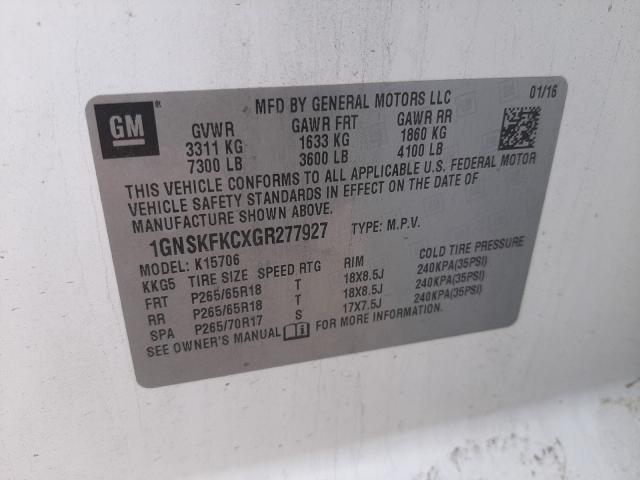 MFD BY GENERAL MOTORS LLC 01/16
GM
GVWR GAWR FRT GAWR RR
3311 KG 1633 KG 1860 KG
7300 LB 3600 LB 4100 LB
THIS VEHICLE CONFORMS TO ALL APPLICABLE U.S. FEDERAL MOTOR
VEHICLE SAFETY STANDARDS IN EFFECT ON THE DATE OF
MANUFACTURE SHOWN ABOVE.
1GNSKFKCXGR277927 TYPE: M.P.V.
MODEL: K15706
KKG5 TIRE SIZE SPEED RTG RIM COLD TIRE PRESSURE
FRT P265/65R18 T 18X8.5J 240KPA(35PSI)
RR P265/65R18 T 18X8.5J 240KPA(35PSI)
SPA P265/70R17 S 17X7.5J 240KPA(35PSI)
SEE OWNER'S MANUAL FOR MORE INFORMATION.